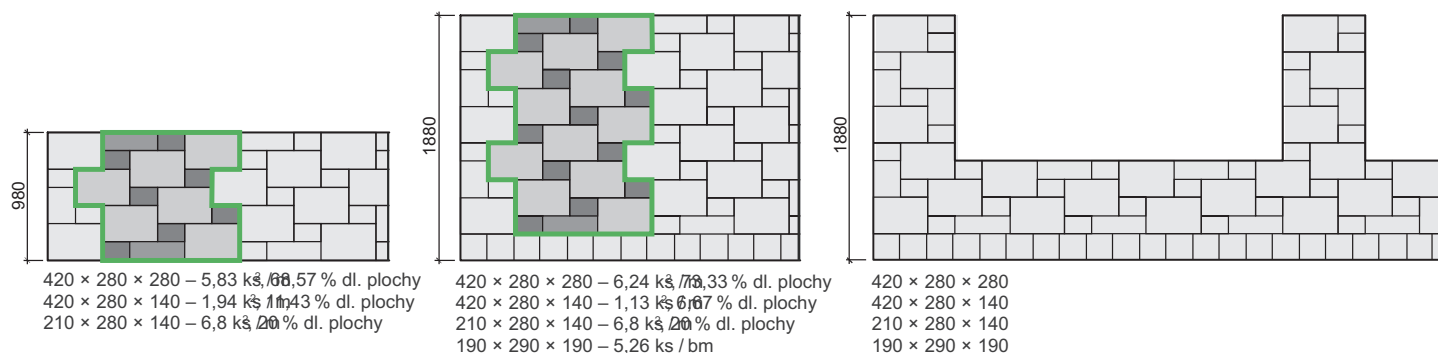 980
420 × 280 × 280 – 5,83 ks / m², 68,57 % dl. plochy
420 × 280 × 140 – 1,94 ks / m², 11,43 % dl. plochy
210 × 280 × 140 – 6,8 ks / m², 20 % dl. plochy
1880
420 × 280 × 280 – 6,24 ks / m², 73,33 % dl. plochy
420 × 280 × 140 – 1,13 ks / m², 6,67 % dl. plochy
210 × 280 × 140 – 6,8 ks / m², 20 % dl. plochy
190 × 290 × 190 – 5,26 ks / bm
1880
420 × 280 × 280
420 × 280 × 140
210 × 280 × 140
190 × 290 × 190